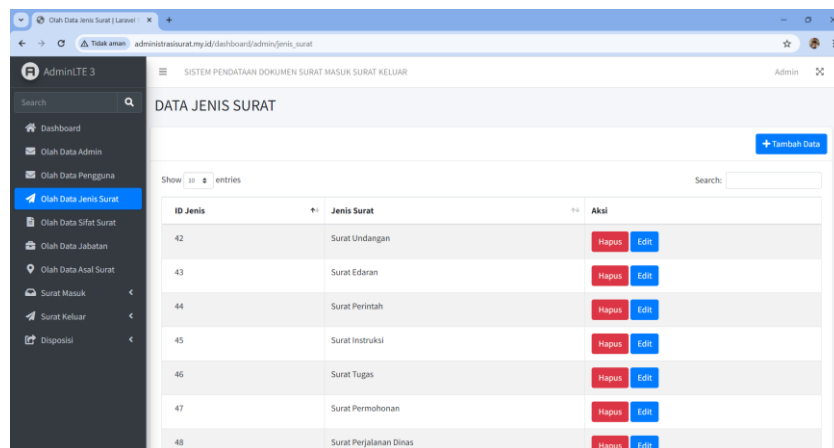 Olah Data Jenis Surat | Laravel
Tidak aman administrasisurat.my.id/dashboard/admin/jenis_surat
AdminLTE 3
SISTEM PENDATAAN DOKUMEN SURAT MASUK SURAT KELUAR
Admin
Search
DATA JENIS SURAT
Dashboard
Olah Data Admin
Olah Data Pengguna
Olah Data Jenis Surat
Olah Data Sifat Surat
Olah Data Jabatan
Olah Data Asal Surat
Surat Masuk
Surat Keluar
Disposisi
Tambah Data
Show 10 entries
Search:
ID Jenis Jenis Surat Aksi
42 Surat Undangan Hapus Edit
43 Surat Edaran Hapus Edit
44 Surat Perintah Hapus Edit
45 Surat Instruksi Hapus Edit
46 Surat Tugas Hapus Edit
47 Surat Permohonan Hapus Edit
48 Surat Perjalanan Dinas Hapus Edit